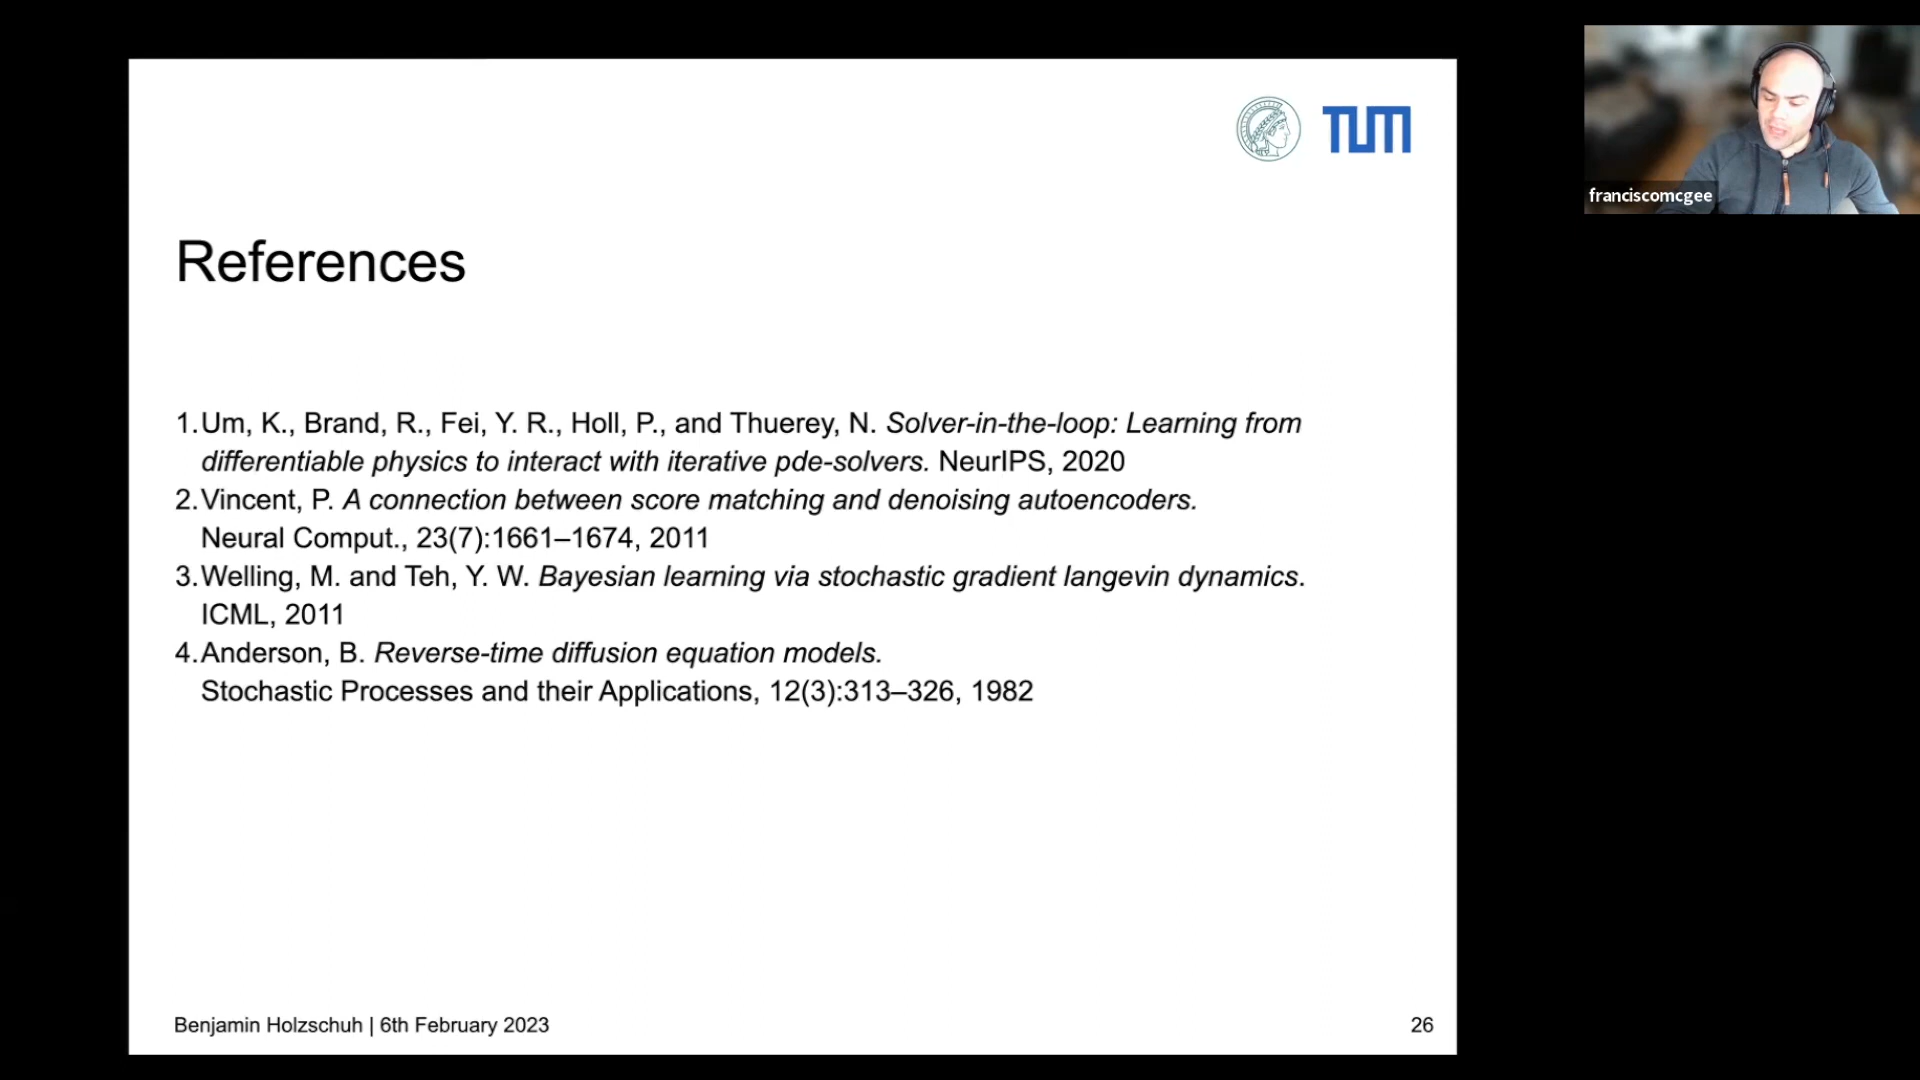 TUM
franciscomcgee
References
1.Um, K., Brand, R., Fei, Y. R., Holl, P., and Thuerey, N. Solver-in-the-loop: Learning from
differentiable physics to interact with iterative pde-solvers. NeurIPS, 2020
2.Vincent, P. A connection between score matching and denoising autoencoders.
Neural Comput., 23(7):1661–1674, 2011
3.Welling, M. and Teh, Y. W. Bayesian learning via stochastic gradient langevin dynamics.
ICML, 2011
4.Anderson, B. Reverse-time diffusion equation models.
Stochastic Processes and their Applications, 12(3):313–326, 1982
Benjamin Holzschuh | 6th February 2023
26